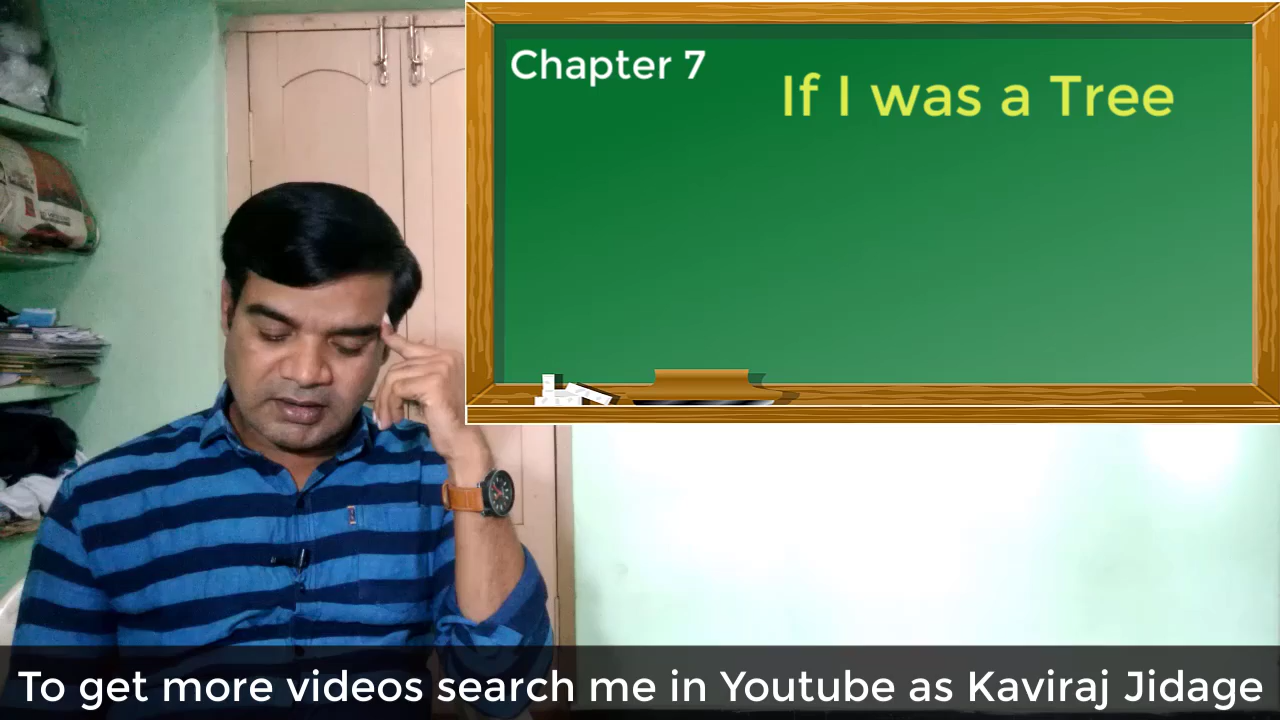 Chapter 7
If I was a Tree
To get more videos search me in Youtube as Kaviraj Jidage